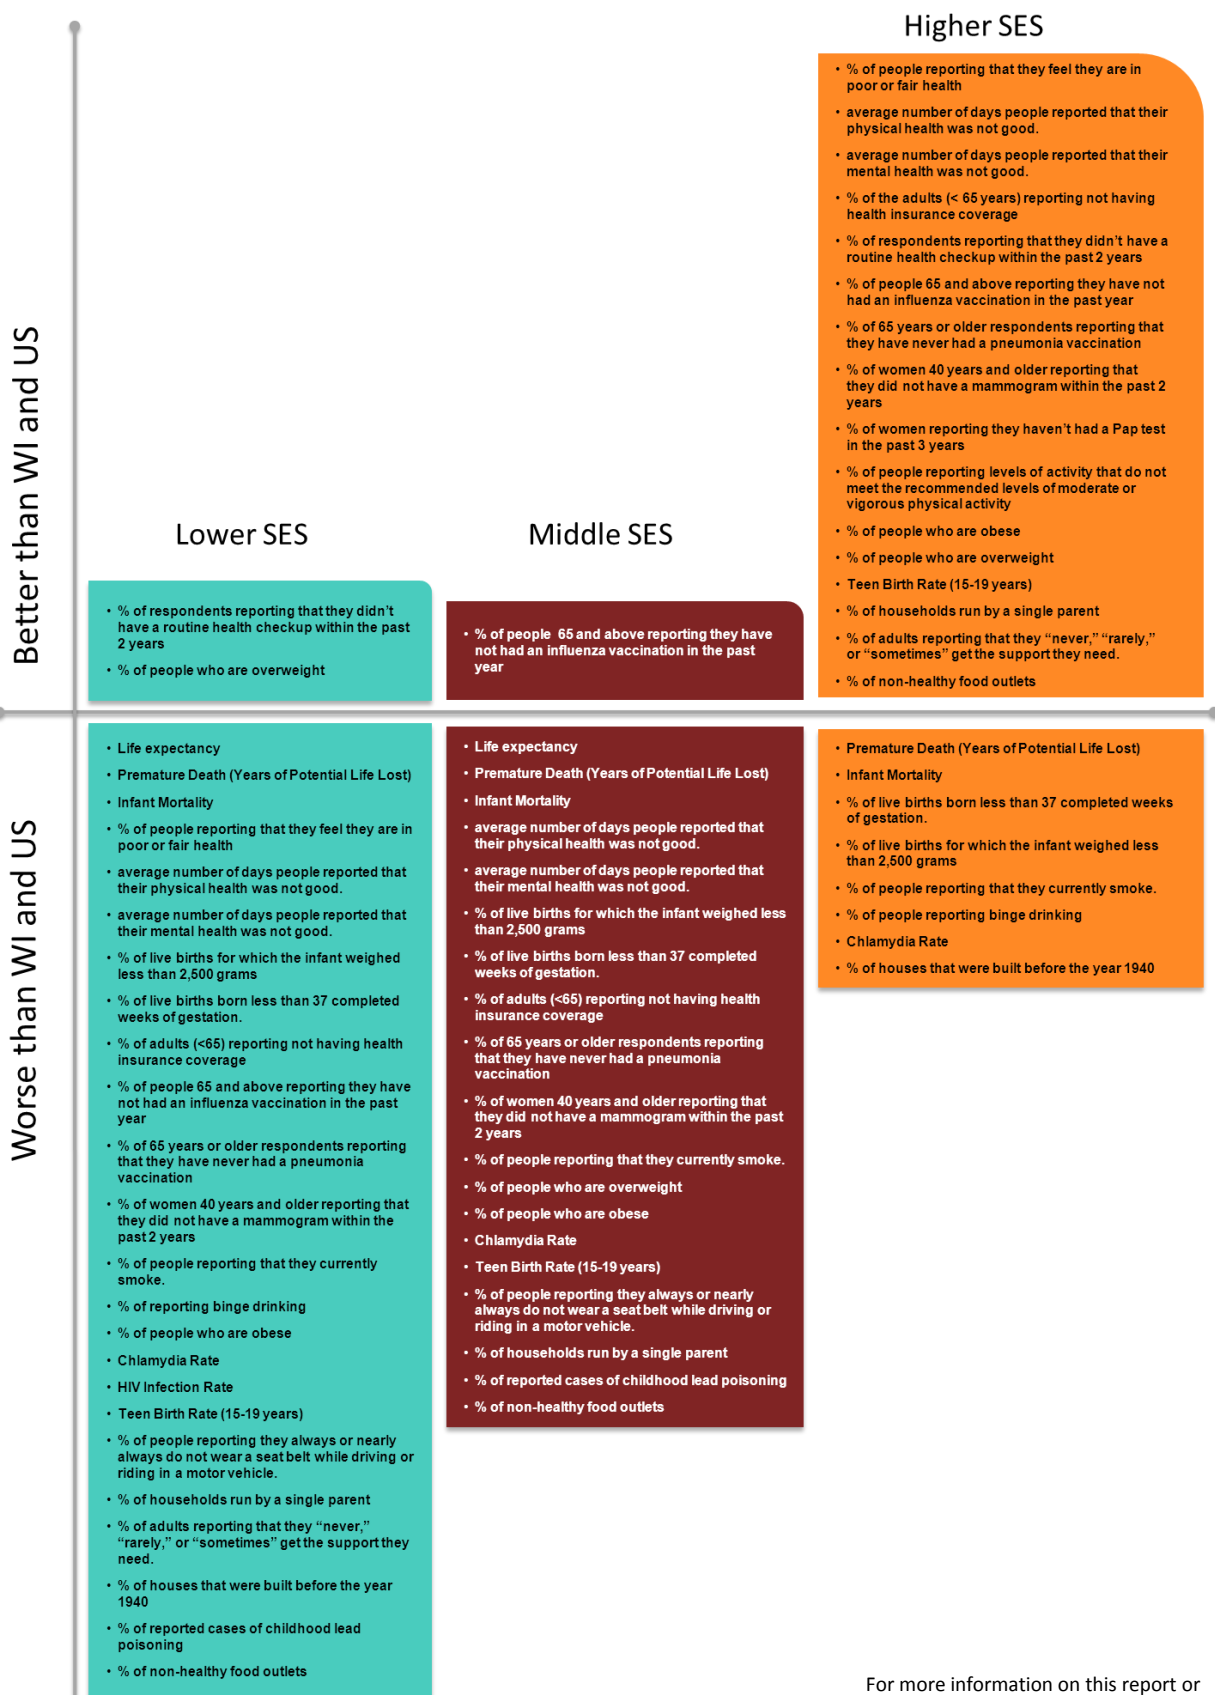 Higher SES
• % of people reporting that they feel they are in
poor or fair health
• average number of days people reported that their
physical health was not good.
• average number of days people reported that their
mental health was not good.
• % of the adults (< 65 years) reporting not having
health insurance coverage
• % of respondents reporting that they didn't have a
routine health checkup within the past 2 years
• % of people 65 and above reporting they have not
had an influenza vaccination in the past year
• % of 65 years or older respondents reporting that
they have never had a pneumonia vaccination
• % of women 40 years and older reporting that
they did not have a mammogram within the past 2
years
• % of women reporting they haven't had a Pap test
in the past 3 years
• % of people reporting levels of activity that do not
meet the recommended levels of moderate or
vigorous physical activity
• % of people who are obese
• % of people who are overweight
• Teen Birth Rate (15-19 years)
• % of households run by a single parent
• % of adults reporting that they “never,” “rarely,”
or “sometimes” get the support they need.
• % of non-healthy food outlets
Better than WI and US
Lower SES
• % of respondents reporting that they didn't
have a routine health checkup within the past
2 years
• % of people who are overweight
Middle SES
• % of people 65 and above reporting they have
not had an influenza vaccination in the past
year
Worse than WI and US
• Life expectancy
• Premature Death (Years of Potential Life Lost)
• Infant Mortality
• % of people reporting that they feel they are in
poor or fair health
• average number of days people reported that
their physical health was not good.
• average number of days people reported that
their mental health was not good.
• % of live births for which the infant weighed
less than 2,500 grams
• % of live births born less than 37 completed
weeks of gestation.
• % of adults (<65) reporting not having health
insurance coverage
• % of people 65 and above reporting they have
not had an influenza vaccination in the past
year
• % of 65 years or older respondents reporting
that they have never had a pneumonia
vaccination
• % of women 40 years and older reporting that
they did not have a mammogram within the
past 2 years
• % of people reporting that they currently
smoke.
• % of reporting binge drinking
• % of people who are obese
• Chlamydia Rate
• HIV Infection Rate
• Teen Birth Rate (15-19 years)
• % of people reporting they always or nearly
always do not wear a seat belt while driving or
riding in a motor vehicle.
• % of households run by a single parent
• % of adults reporting that they “never,”
“rarely,” or “sometimes” get the support they
need.
• % of houses that were built before the year
1940
• % of reported cases of childhood lead
poisoning
• % of non-healthy food outlets
• Life expectancy
• Premature Death (Years of Potential Life Lost)
• Infant Mortality
• average number of days people reported that
their physical health was not good.
• average number of days people reported that
their mental health was not good.
• % of live births for which the infant weighed less
than 2,500 grams
• % of live births born less than 37 completed
weeks of gestation.
• % of adults (<65) reporting not having health
insurance coverage
• % of 65 years or older respondents reporting
that they have never had a pneumonia
vaccination
• % of women 40 years and older reporting that
they did not have a mammogram within the past
2 years
• % of people reporting that they currently smoke.
• % of people who are overweight
• % of people who are obese
• Chlamydia Rate
• Teen Birth Rate (15-19 years)
• % of people reporting they always or nearly
always do not wear a seat belt while driving or
riding in a motor vehicle.
• % of households run by a single parent
• % of reported cases of childhood lead poisoning
• % of non-healthy food outlets
• Premature Death (Years of Potential Life Lost)
• Infant Mortality
• % of live births born less than 37 completed weeks
of gestation.
• % of live births for which the infant weighed less
than 2,500 grams
• % of people reporting that they currently smoke.
• % of people reporting binge drinking
• Chlamydia Rate
• % of houses that were built before the year 1940
For more information on this report or